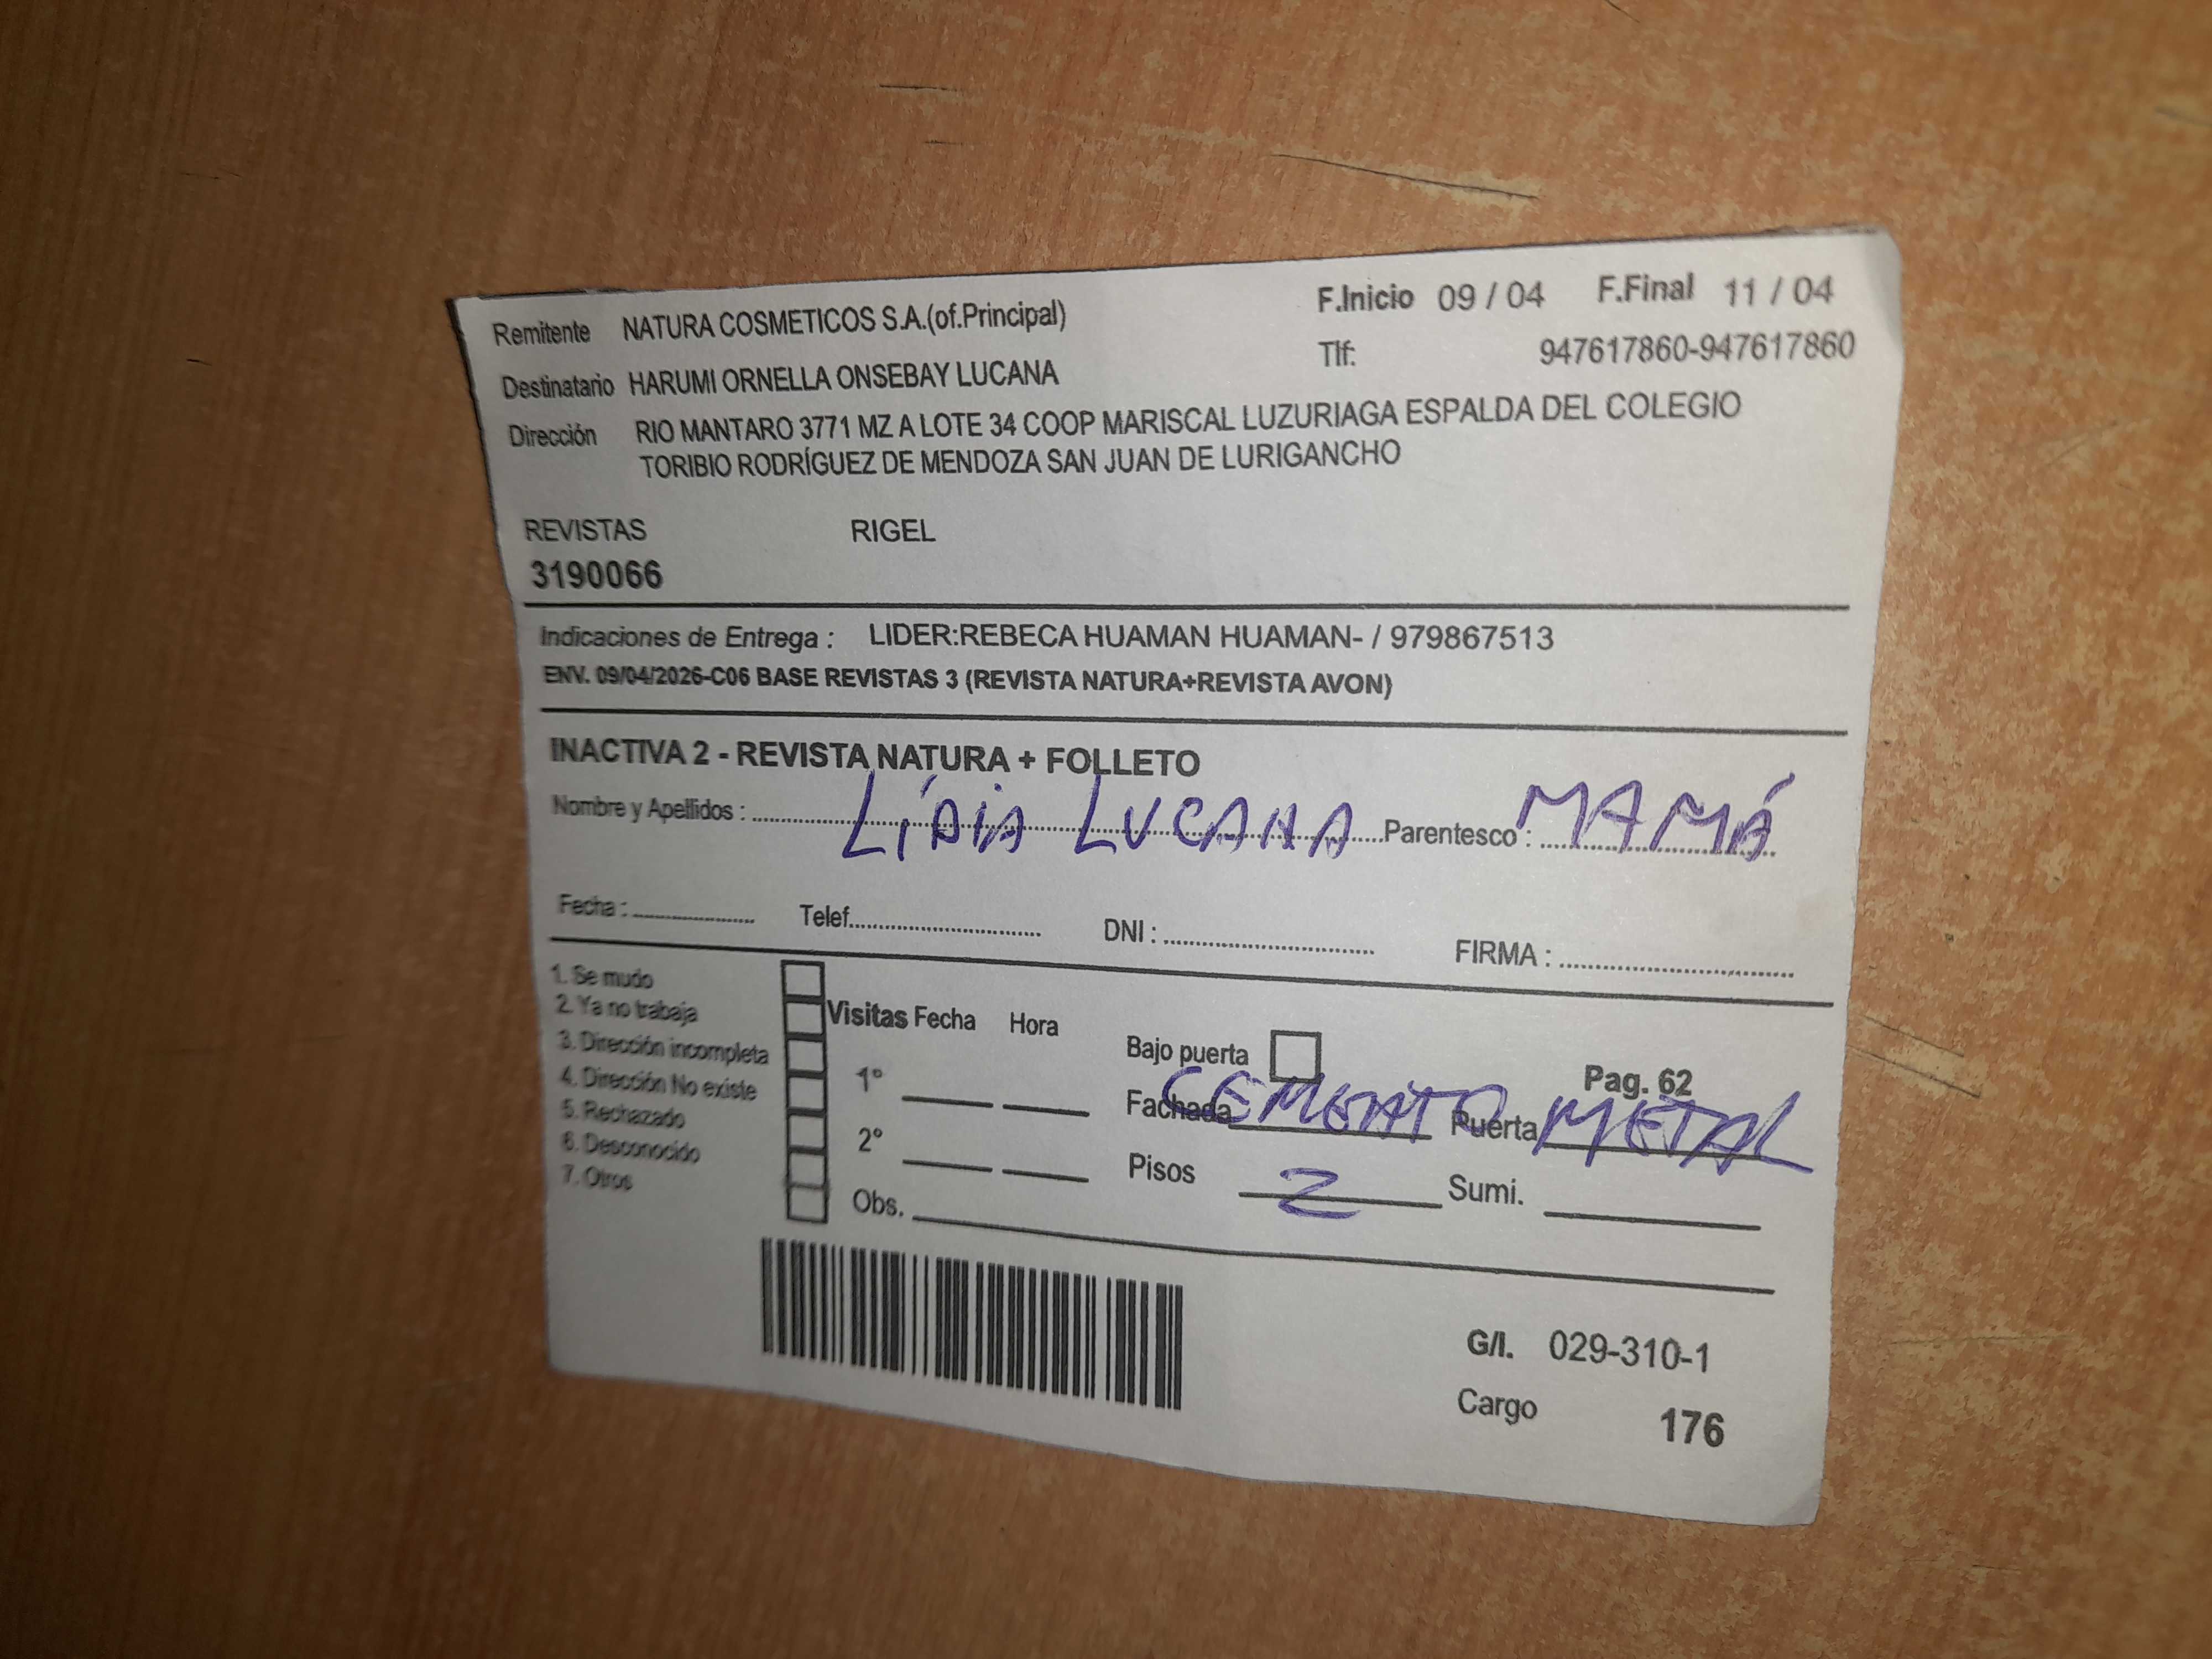 Remitente NATURA COSMETICOS S.A.(of.Principal) F.Inicio 09 / 04 F.Final 11 / 04
Tlf: 947617860-947617860
Destinatario HARUMI ORNELLA ONSEBAY LUCANA
Dirección RIO MANTARO 3771 MZ A LOTE 34 COOP MARISCAL LUZURIAGA ESPALDA DEL COLEGIO
TORIBIO RODRÍGUEZ DE MENDOZA SAN JUAN DE LURIGANCHO
REVISTAS RIGEL
3190066
Indicaciones de Entrega : LIDER:REBECA HUAMAN HUAMAN- / 979867513
ENV. 09/04/2026-C06 BASE REVISTAS 3 (REVISTA NATURA+REVISTA AVON)
INACTIVA 2 - REVISTA NATURA + FOLLETO
Nombre y Apellidos : LÍDIA LUCANA Parentesco : MAMÁ
Fecha : Telef. DNI : FIRMA :
1. Se mudo
2. Ya no trabaja
3. Dirección incompleta
4. Dirección No existe
5. Rechazado
6. Desconocido
7. Otros
Visitas Fecha Hora
1°
2°
Obs.
Bajo puerta Pag. 62
Fachada CEMENTO Puerta METAL
Pisos 2 Sumi.
G/I. 029-310-1
Cargo 176